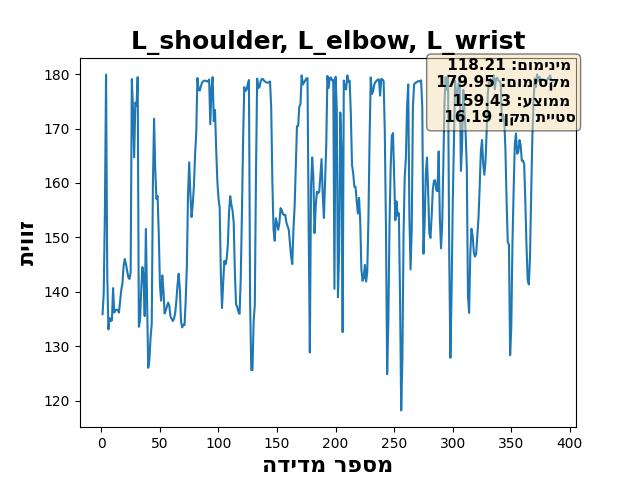 L_shoulder, L_elbow, L_wrist
מינימום: 118.21
מקסימום: 179.95
ממוצע: 159.43
סטיית תקן: 16.19
180
170
160
150
140
130
120
זווית
0 50 100 150 200 250 300 350 400
מספר מדידה